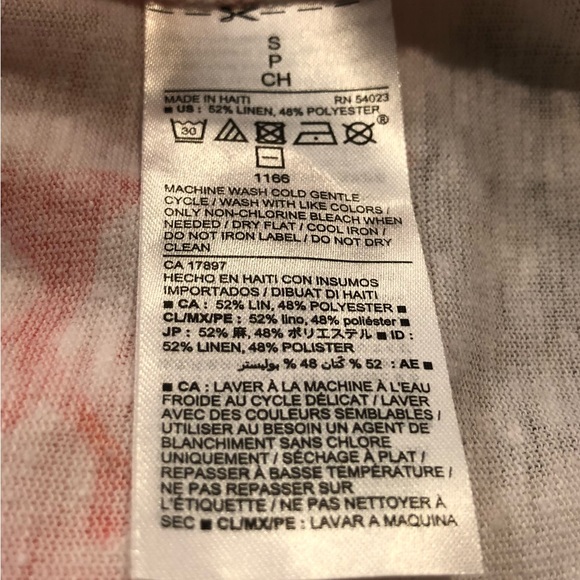 S
P
CH
MADE IN HAITI RN 54023
■ US : 52% LINEN, 48% POLYESTER
30 ®
1166
MACHINE WASH COLD GENTLE
CYCLE / WASH WITH LIKE COLORS /
ONLY NON-CHLORINE BLEACH WHEN
NEEDED / DRY FLAT / COOL IRON /
DO NOT IRON LABEL / DO NOT DRY
CLEAN
CA 17897
HECHO EN HAITI CON INSUMOS
IMPORTADOS / DIBUAT DI HAITI
■ CA : 52% LIN, 48% POLYESTER ■
CL/MX/PE : 52% lino, 48% poliéster ■
JP : 52% 麻, 48% ポリエステル ■ ID :
52% LINEN, 48% POLISTER
■ AE : 52 % كتان 48 % بوليستر
■ CA : LAVER À LA MACHINE À L'EAU
FROIDE AU CYCLE DÉLICAT / LAVER
AVEC DES COULEURS SEMBLABLES /
UTILISER AU BESOIN UN AGENT DE
BLANCHIMENT SANS CHLORE
UNIQUEMENT / SÉCHAGE À PLAT /
REPASSER À BASSE TEMPÉRATURE /
NE PAS REPASSER SUR
L'ÉTIQUETTE / NE PAS NETTOYER À
SEC ■ CL/MX/PE : LAVAR A MAQUINA